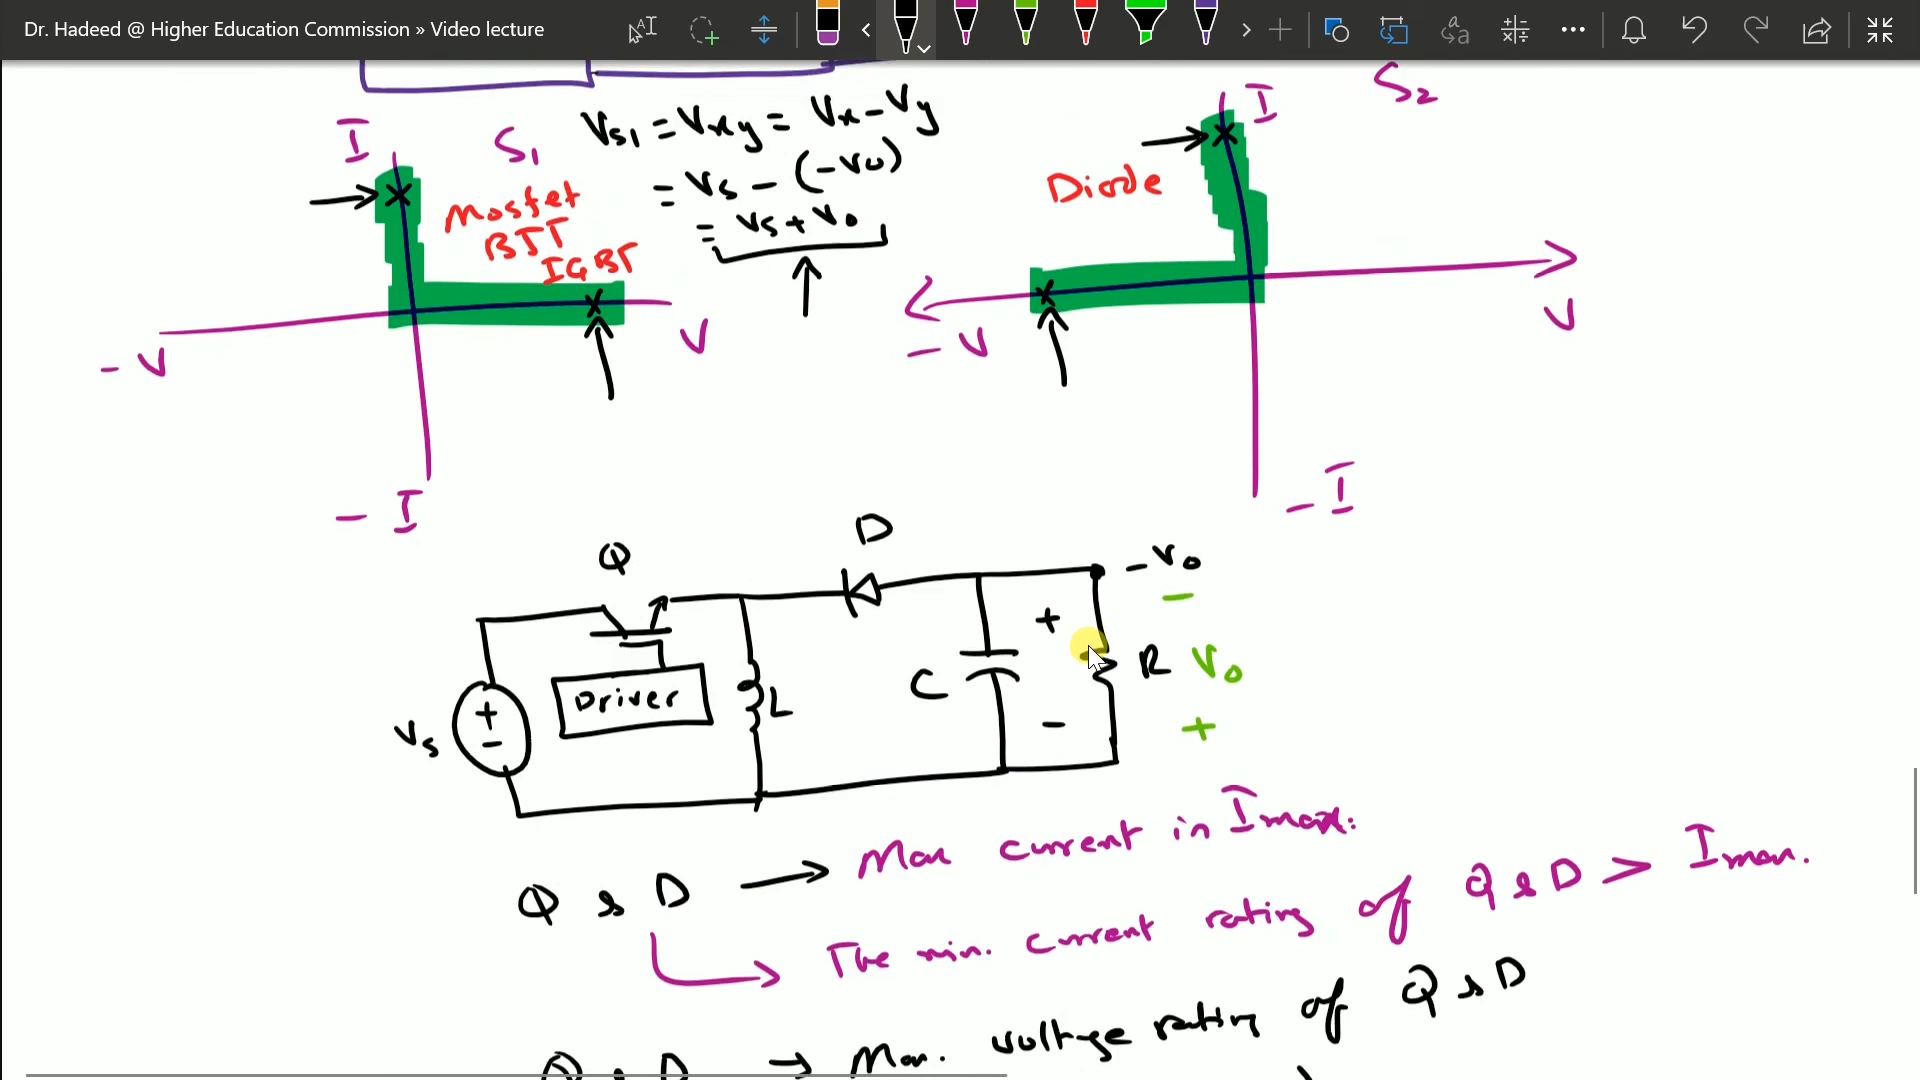 Dr. Hadeed @ Higher Education Commission » Video lecture
I
S1
Vs1 = Vxy = Vx - Vy
= Vs - (-Vo)
= Vs + Vo
Mosfet
BJT
IGBT
- V
V
- I
I
S2
Diode
- V
V
- I
Q
D
- Vo
-
Vs
+
-
Driver
L
C
+
-
R
Vo
+
Q & D → Max current in Imax.
The min. current rating of Q & D > Imax.
Q & D → Max. voltage rating of Q & D